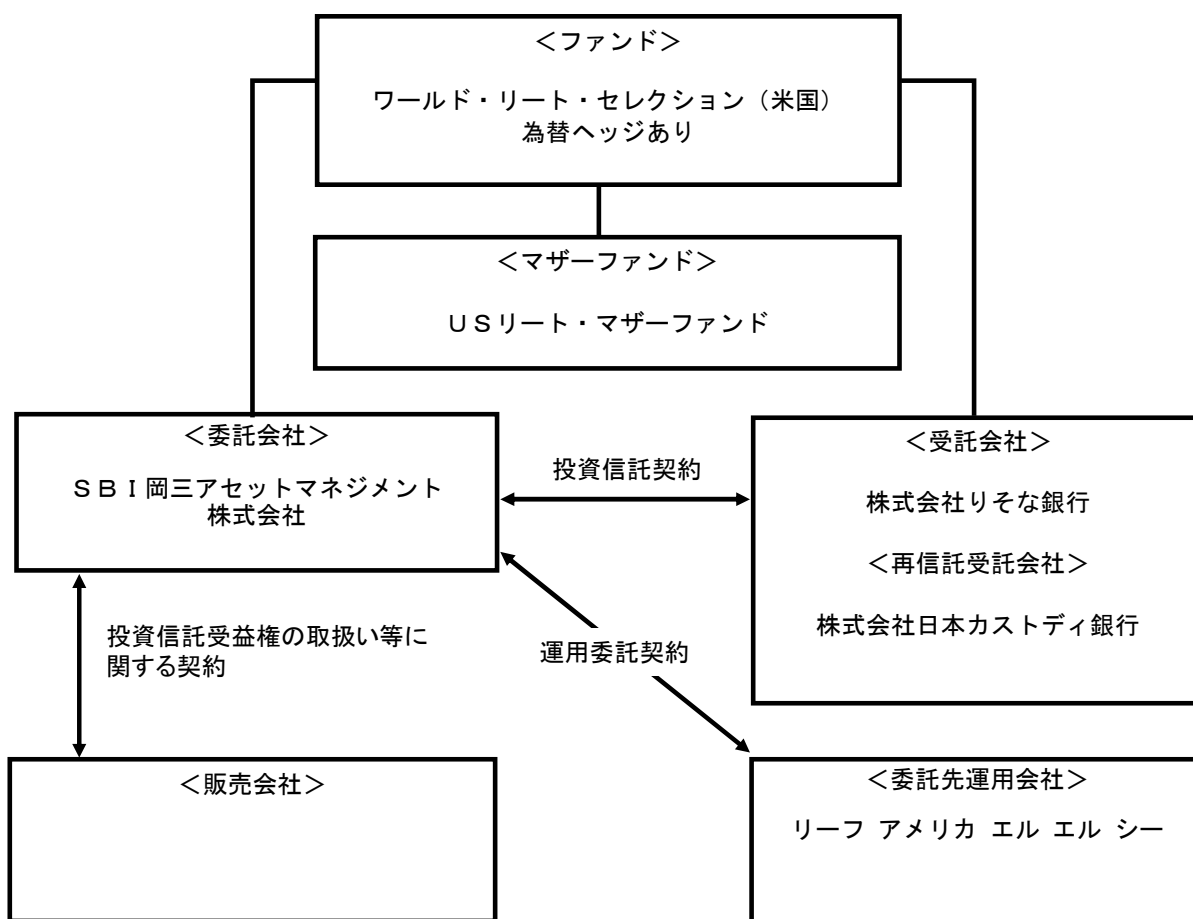 ＜ファンド＞
ワールド・リート・セレクション（米国）
為替ヘッジあり
＜マザーファンド＞
ＵＳリート・マザーファンド
＜委託会社＞
ＳＢＩ岡三アセットマネジメント
株式会社
投資信託契約
＜受託会社＞
株式会社りそな銀行
＜再信託受託会社＞
株式会社日本カストディ銀行
投資信託受益権の取扱い等に
関する契約
運用委託契約
＜販売会社＞
＜委託先運用会社＞
リーフ アメリカ エル エル シー